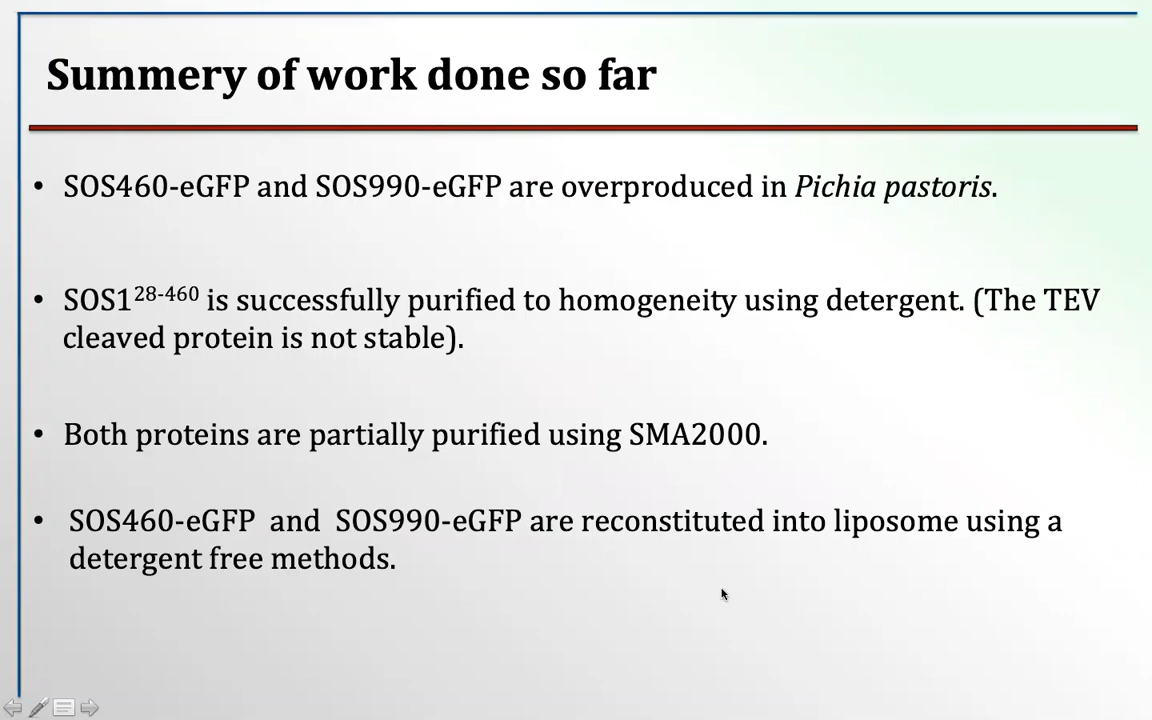 Summery of work done so far
• SOS460-eGFP and SOS990-eGFP are overproduced in Pichia pastoris.
• SOS1²⁸⁻⁴⁶⁰ is successfully purified to homogeneity using detergent. (The TEV
cleaved protein is not stable).
• Both proteins are partially purified using SMA2000.
• SOS460-eGFP and SOS990-eGFP are reconstituted into liposome using a
detergent free methods.